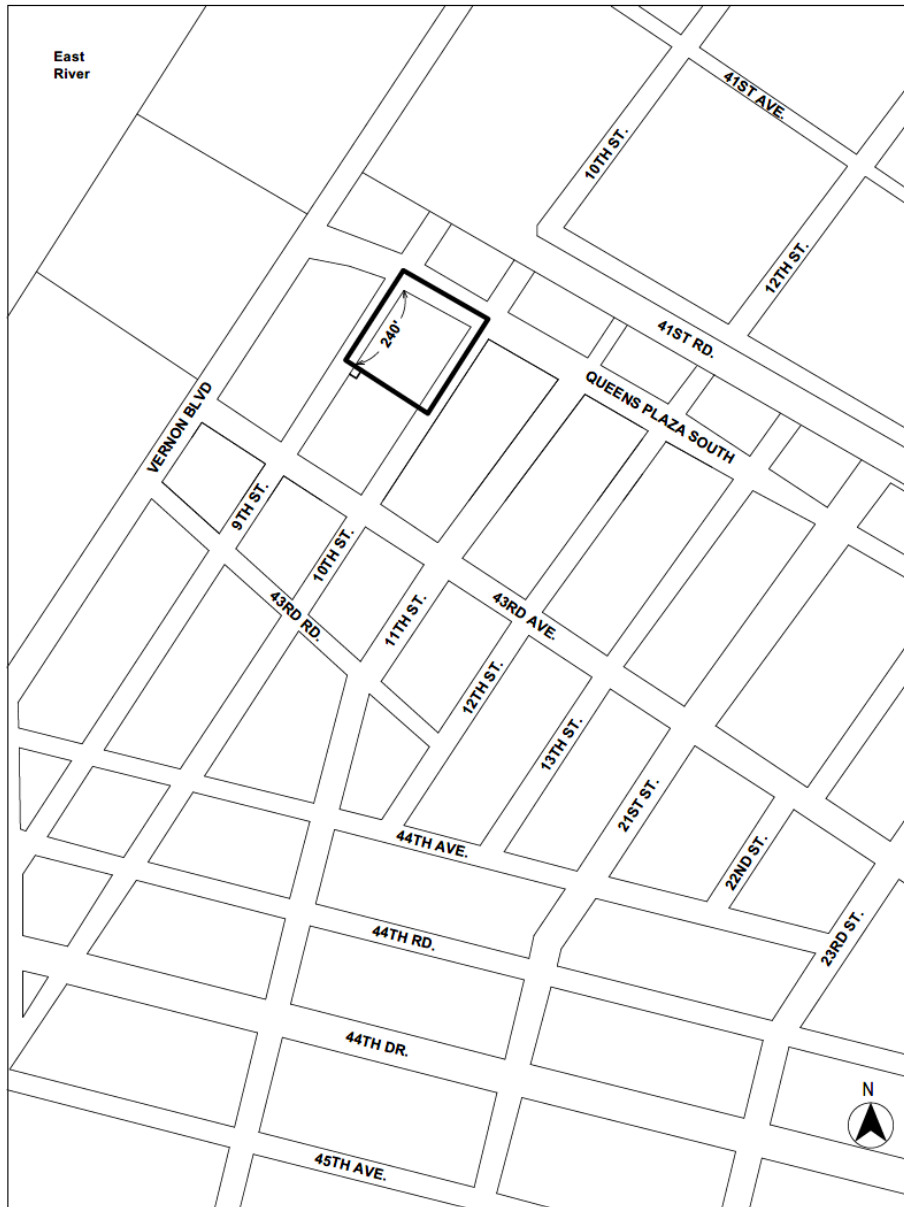 East
River
41ST AVE.
10TH ST.
12TH ST.
41ST RD.
240'
QUEENS PLAZA SOUTH
VERNON BLVD
9TH ST.
10TH ST.
43RD RD.
11TH ST.
43RD AVE.
12TH ST.
13TH ST.
21ST ST.
22ND ST.
44TH AVE.
23RD ST.
44TH RD.
44TH DR.
N
45TH AVE.